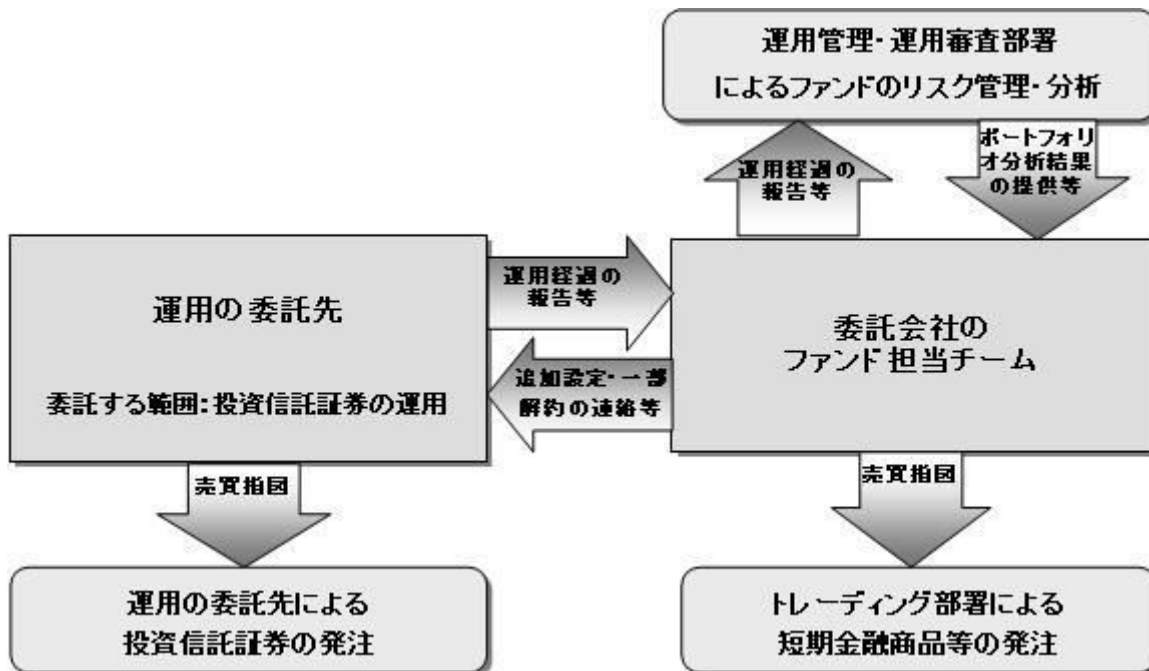 運用管理・運用審査部署
によるファンドのリスク管理・分析
運用経過の
報告等
ポートフォリ
オ分析結果
の提供等
運用の委託先
委託する範囲:投資信託証券の運用
運用経過の
報告等
追加設定・一部
解約の連絡等
委託会社の
ファンド担当チーム
売買指図
売買指図
運用の委託先による
投資信託証券の発注
トレーディング部署による
短期金融商品等の発注